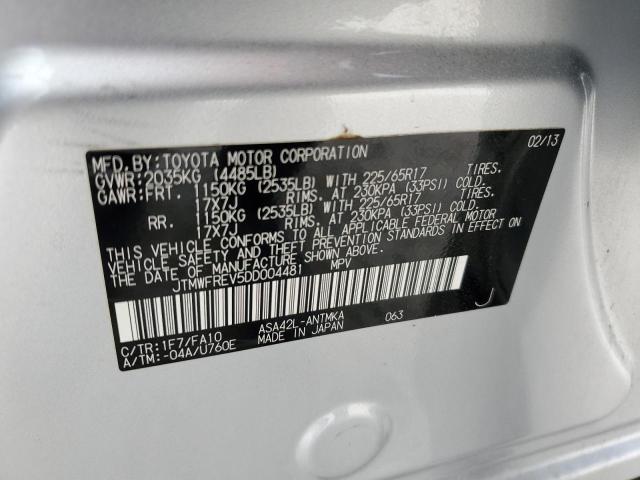 MFD. BY: TOYOTA MOTOR CORPORATION 02/13
GVWR: 2035KG (4485LB)
GAWR: FRT. 1150KG (2535LB) WITH 225/65R17 TIRES.
17X7J RIMS. AT 230KPA (33PSI) COLD.
RR. 1150KG (2535LB) WITH 225/65R17 TIRES.
17X7J RIMS. AT 230KPA (33PSI) COLD.
THIS VEHICLE CONFORMS TO ALL APPLICABLE FEDERAL MOTOR
VEHICLE SAFETY AND THEFT PREVENTION STANDARDS IN EFFECT ON
THE DATE OF MANUFACTURE SHOWN ABOVE.
JTMWFREV5DD004481 MPV
J
C/TR: 1F7/FA10 ASA42L-ANTMKA 063
A/TM: -04A/U760E MADE IN JAPAN